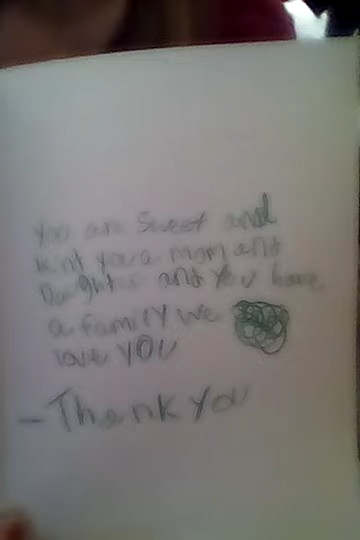 You are Sweet and
kint you a mom and
Daughter and you have
a family we
love YOU
- Thank you